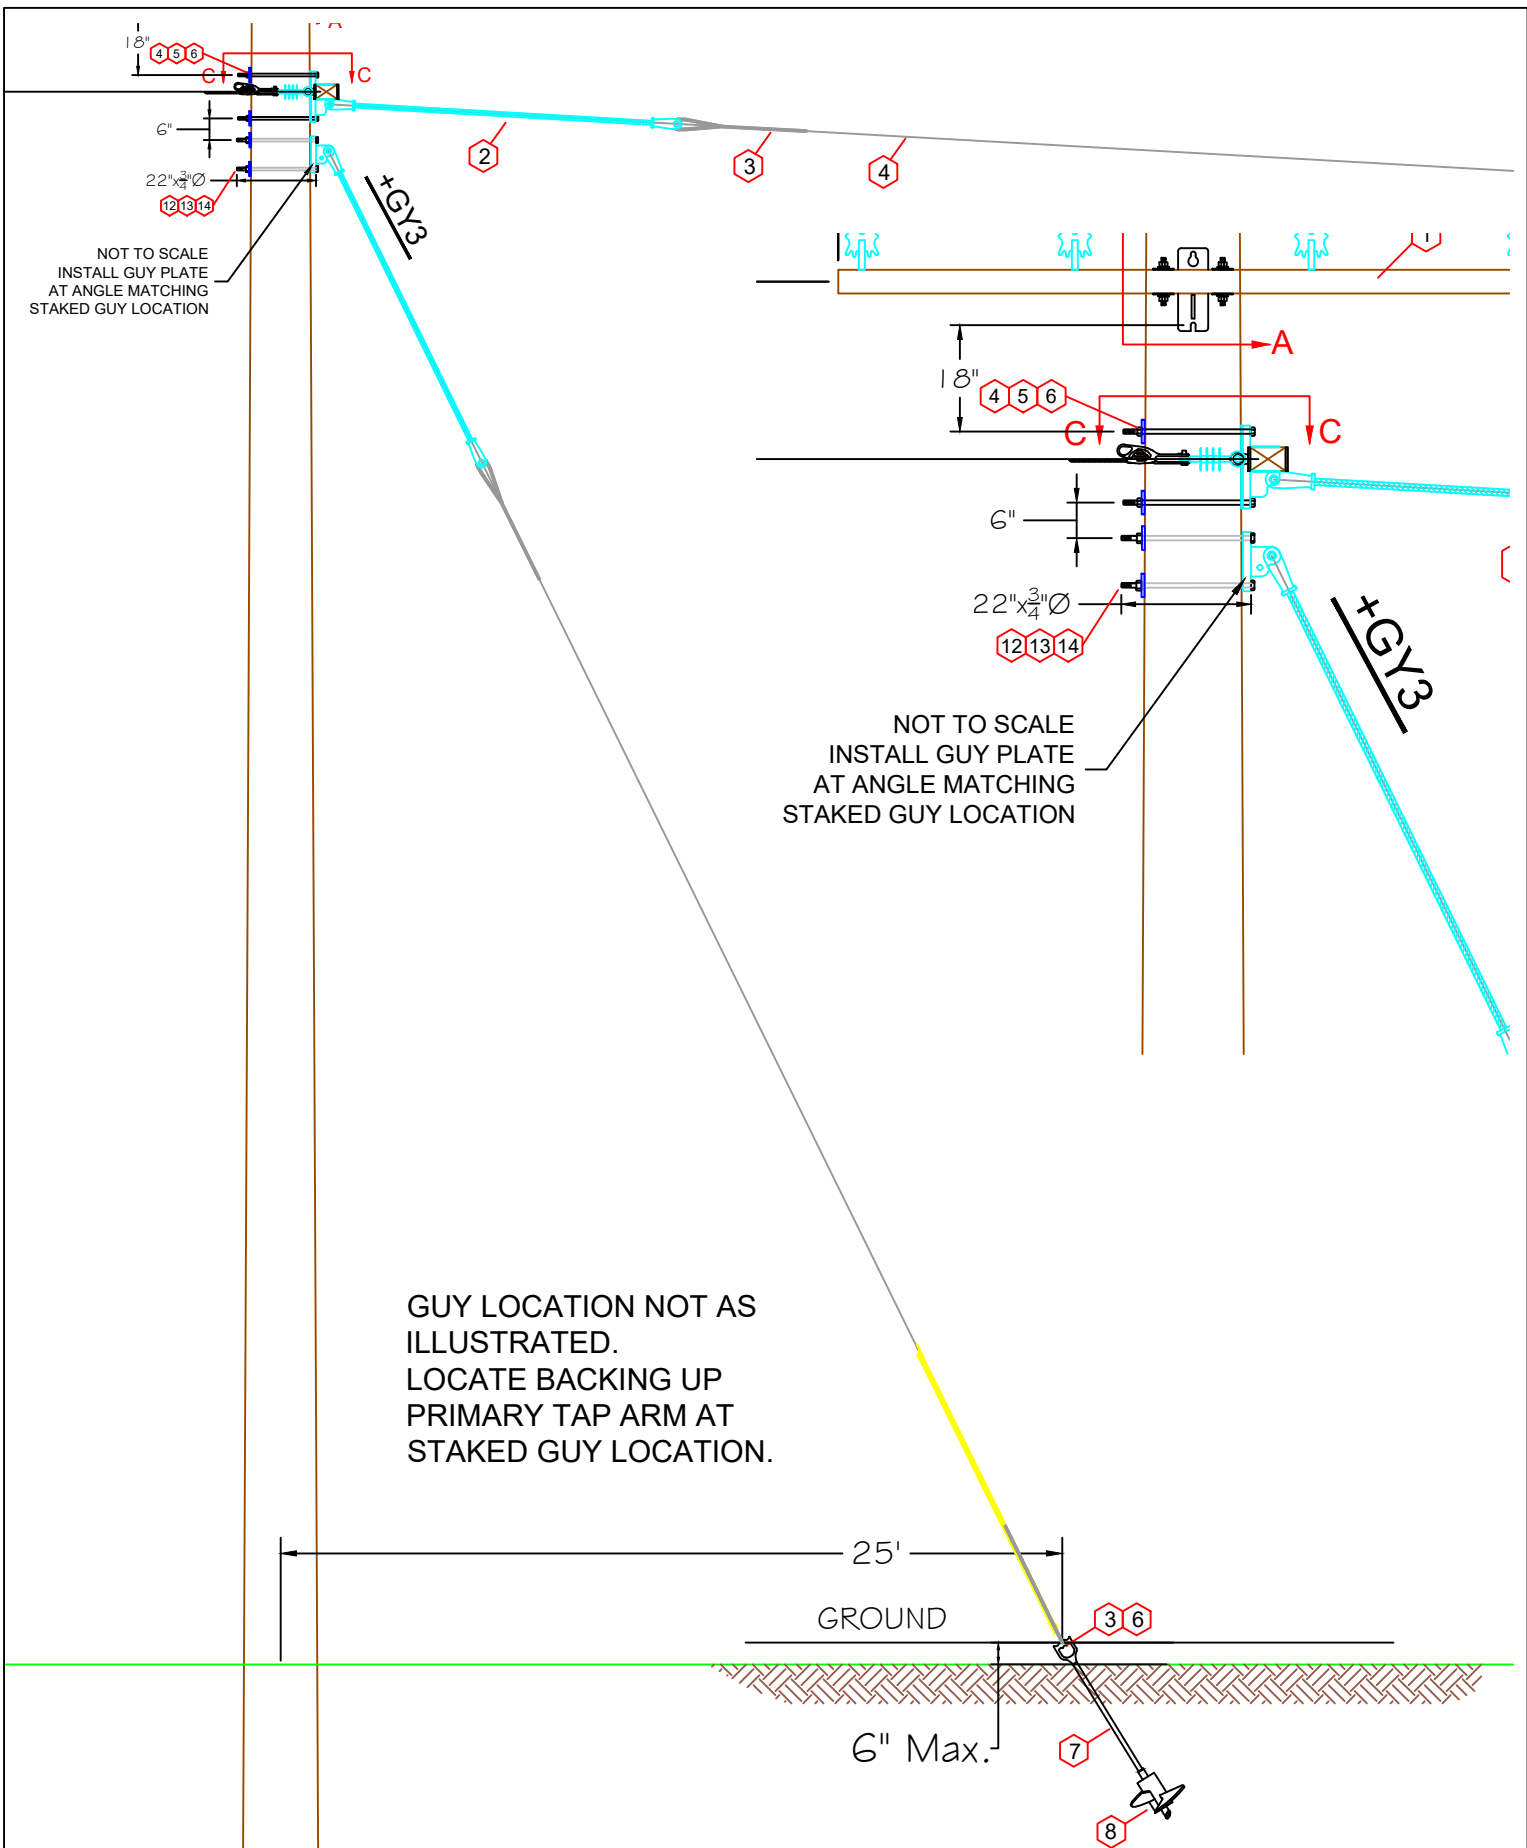 A
18"
4 5 6
C C
6"
2
3
4
22"x3/4"Ø
12 13 14
+GY3
NOT TO SCALE
INSTALL GUY PLATE
AT ANGLE MATCHING
STAKED GUY LOCATION
1
A
18"
4 5 6
C C
6"
22"x3/4"Ø
12 13 14
+GY3
NOT TO SCALE
INSTALL GUY PLATE
AT ANGLE MATCHING
STAKED GUY LOCATION
GUY LOCATION NOT AS
ILLUSTRATED.
LOCATE BACKING UP
PRIMARY TAP ARM AT
STAKED GUY LOCATION.
25'
GROUND
3 6
6" Max.
7
8